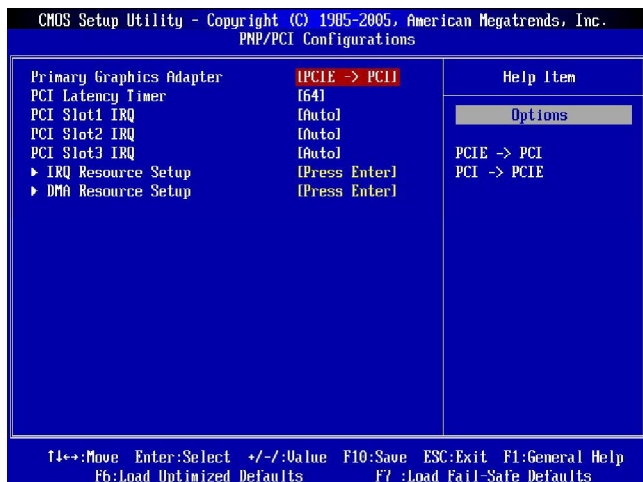 CMOS Setup Utility - Copyright (C) 1985-2005, American Megatrends, Inc.
PNP/PCI Configurations
Primary Graphics Adapter [PCIE -> PCI]
PCI Latency Timer [64]
PCI Slot1 IRQ [Auto]
PCI Slot2 IRQ [Auto]
PCI Slot3 IRQ [Auto]
▶ IRQ Resource Setup [Press Enter]
▶ DMA Resource Setup [Press Enter]
Help Item
Options
PCIE -> PCI
PCI -> PCIE
↑↓←→:Move Enter:Select +/-/:Value F10:Save ESC:Exit F1:General Help
F6:Load Optimized Defaults F7 :Load Fail-Safe Defaults